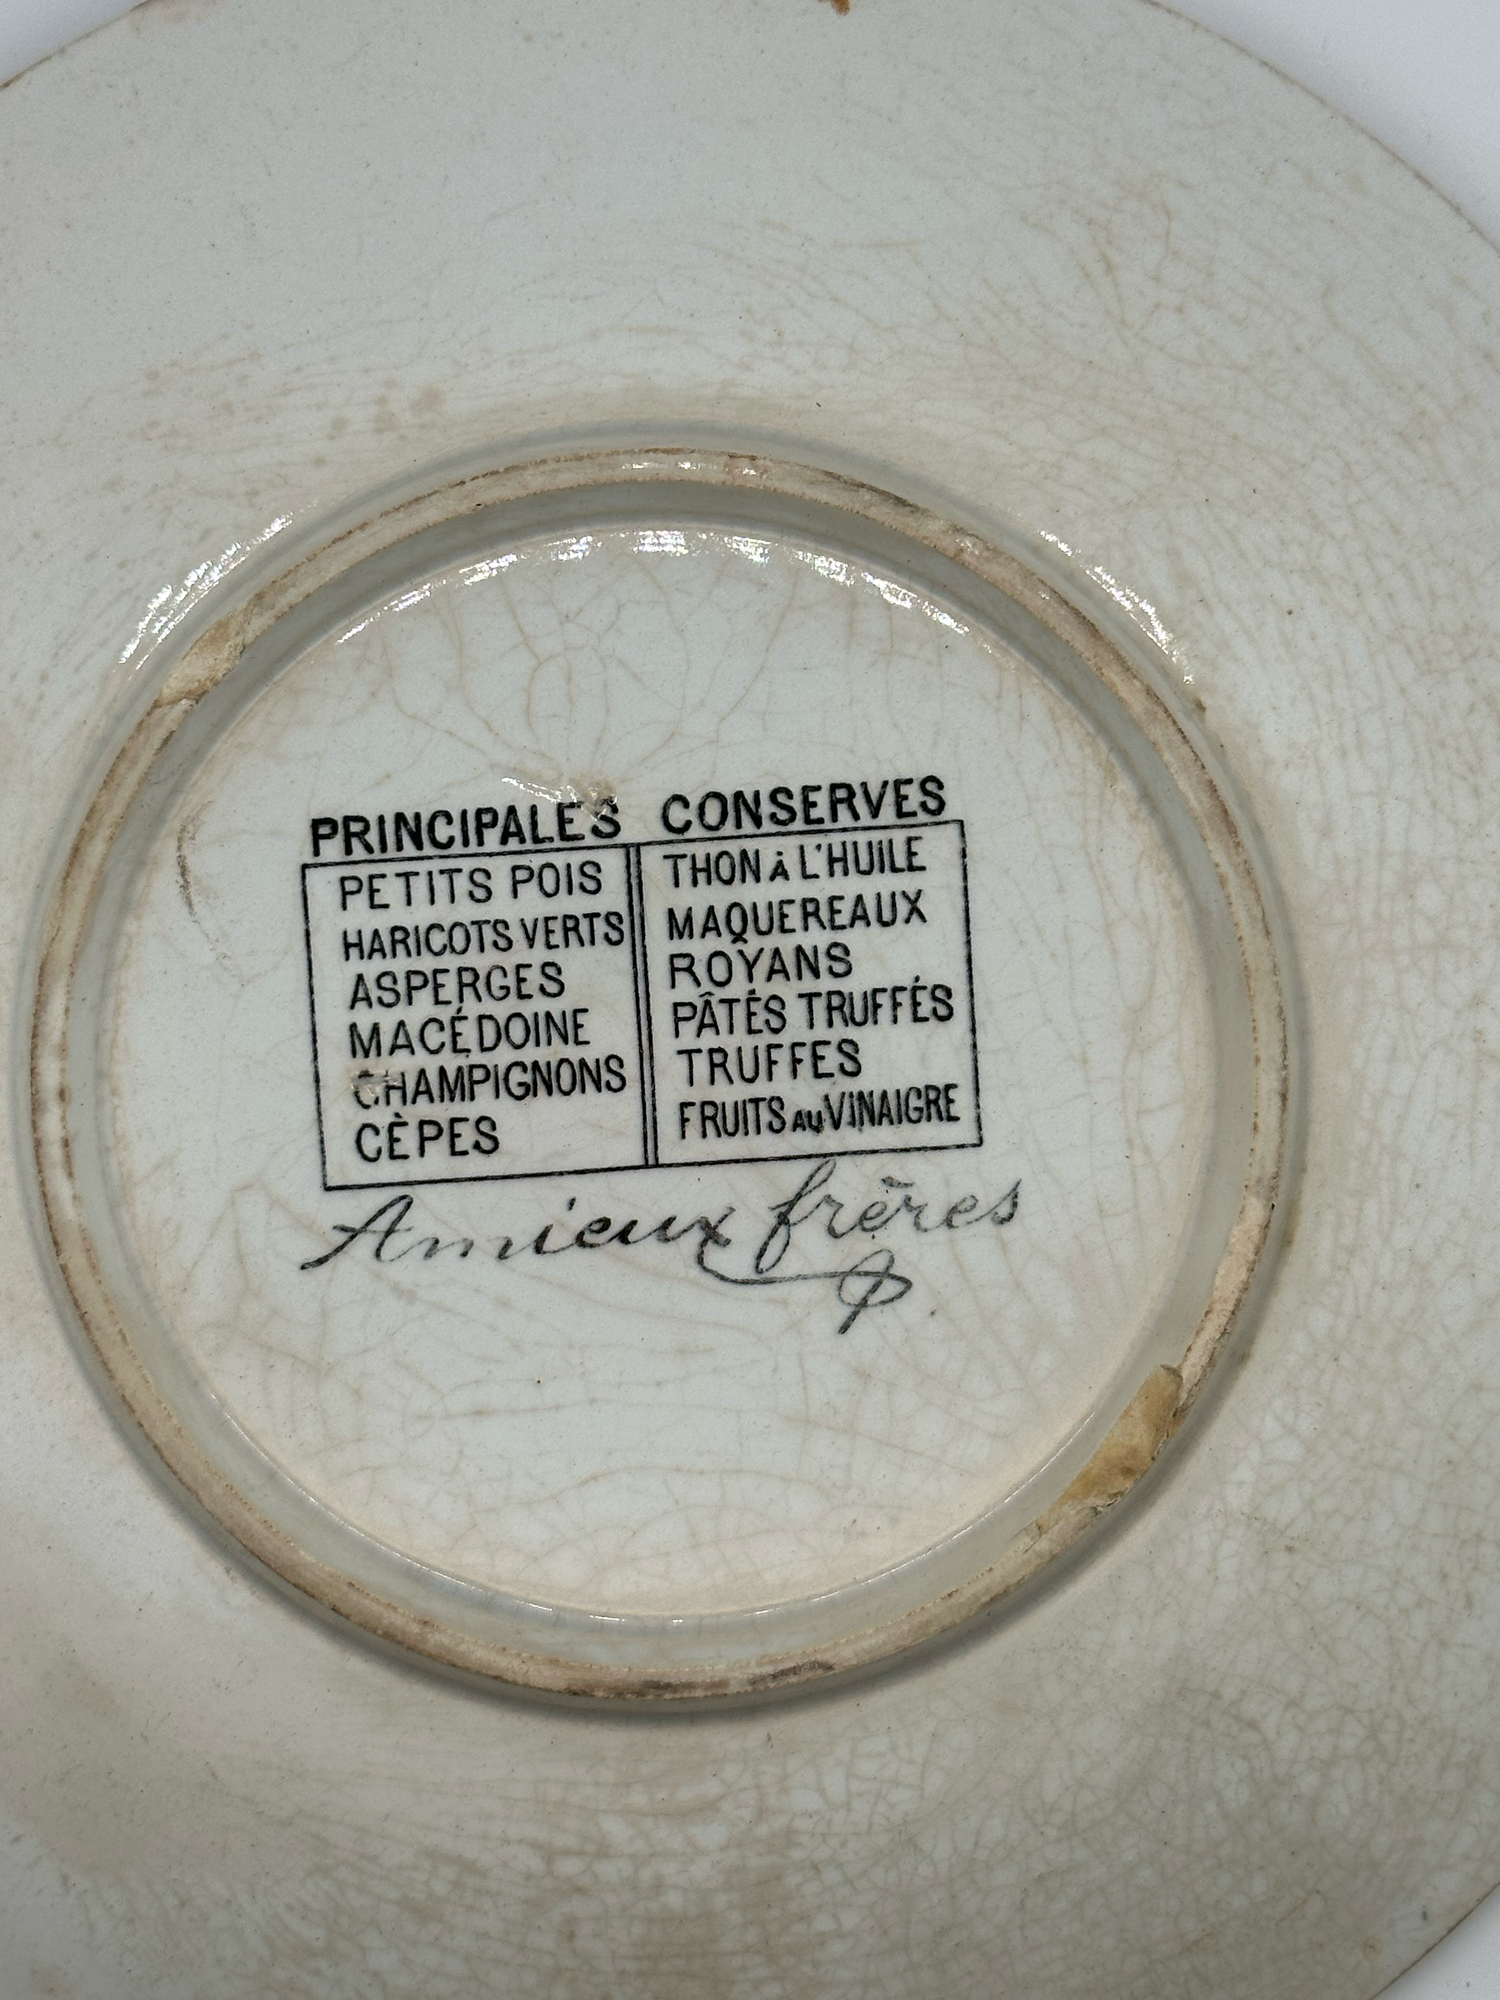 PRINCIPALES CONSERVES
PETITS POIS
HARICOTS VERTS
ASPERGES
MACÉDOINE
CHAMPIGNONS
CÈPES
THON à L'HUILE
MAQUEREAUX
ROYANS
PÂTÉS TRUFFÉS
TRUFFES
FRUITS AU VINAIGRE
Amieux frères